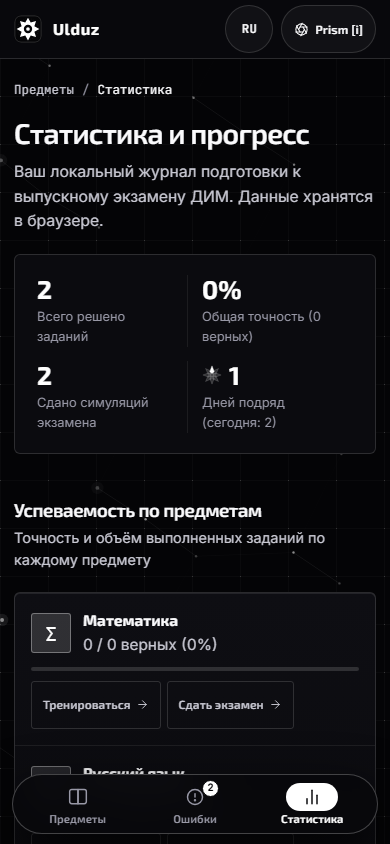 Ulduz
RU
Prism [i]
Предметы / Статистика
Статистика и прогресс
Ваш локальный журнал подготовки к
выпускному экзамену ДИМ. Данные хранятся
в браузере.
2
Всего решено
заданий
0%
Общая точность (0
верных)
2
Сдано симуляций
экзамена
1
Дней подряд
(сегодня: 2)
Успеваемость по предметам
Точность и объём выполненных заданий по
каждому предмету
Σ
Математика
0 / 0 верных (0%)
Тренироваться →
Сдать экзамен →
Русский язык
2
Предметы
Ошибки
Статистика